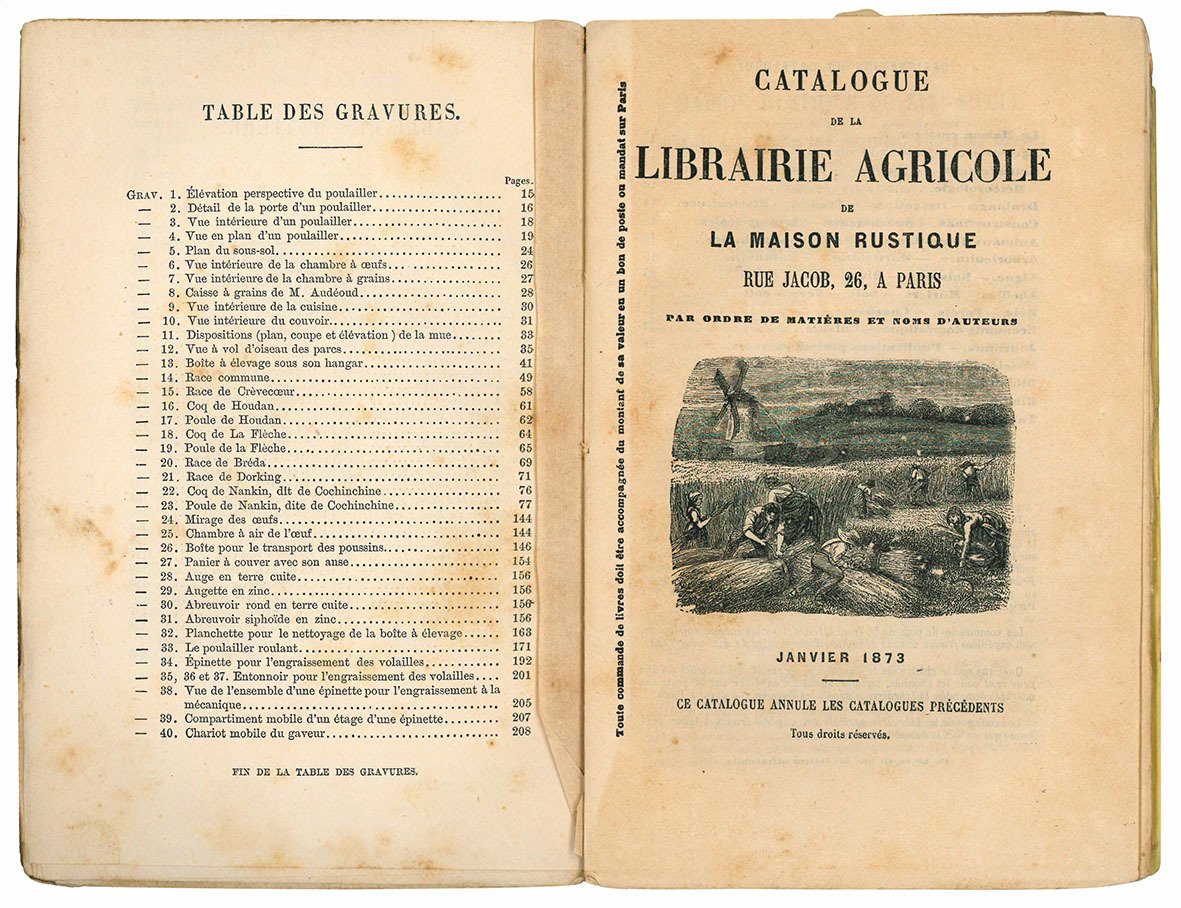 TABLE DES GRAVURES.
Pages.
GRAV. 1. Élévation perspective du poulailler..................... 15
— 2. Détail de la porte d'un poulailler..................... 16
— 3. Vue intérieure d'un poulailler..................... 18
— 4. Vue en plan d'un poulailler..................... 19
— 5. Plan du sous-sol..................... 24
— 6. Vue intérieure de la chambre à œufs..................... 26
— 7. Vue intérieure de la chambre à grains..................... 27
— 8. Caisse à grains de M. Audéoud..................... 28
— 9. Vue intérieure de la cuisine..................... 30
— 10. Vue intérieure du couvoir..................... 31
— 11. Dispositions (plan, coupe et élévation) de la mue..................... 33
— 12. Vue à vol d'oiseau des parcs..................... 35
— 13. Boîte à élevage sous son hangar..................... 41
— 14. Race commune..................... 49
— 15. Race de Crèvecœur..................... 58
— 16. Coq de Houdan..................... 61
— 17. Poule de Houdan..................... 62
— 18. Coq de La Flèche..................... 64
— 19. Poule de la Flèche..................... 65
— 20. Race de Bréda..................... 69
— 21. Race de Dorking..................... 71
— 22. Coq de Nankin, dit de Cochinchine..................... 76
— 23. Poule de Nankin, dite de Cochinchine..................... 77
— 24. Mirage des œufs..................... 144
— 25. Chambre à air de l'œuf..................... 144
— 26. Boîte pour le transport des poussins..................... 146
— 27. Panier à couver avec son anse..................... 154
— 28. Auge en terre cuite..................... 156
— 29. Augette en zinc..................... 156
— 30. Abreuvoir rond en terre cuite..................... 156
— 31. Abreuvoir siphoïde en zinc..................... 156
— 32. Planchette pour le nettoyage de la boîte à élevage...... 163
— 33. Le poulailler roulant..................... 171
— 34. Épinette pour l'engraissement des volailles..................... 192
— 35, 36 et 37. Entonnoir pour l'engraissement des volailles.... 201
— 38. Vue de l'ensemble d'une épinette pour l'engraissement à la
mécanique..................... 205
— 39. Compartiment mobile d'un étage d'une épinette......... 207
— 40. Chariot mobile du gaveur..................... 208
FIN DE LA TABLE DES GRAVURES.
Toute commande de livres doit être accompagnée du montant de sa valeur en un bon de poste ou mandat sur Paris
CATALOGUE
DE LA
LIBRAIRIE AGRICOLE
DE
LA MAISON RUSTIQUE
RUE JACOB, 26, A PARIS
PAR ORDRE DE MATIÈRES ET NOMS D'AUTEURS
JANVIER 1873
CE CATALOGUE ANNULE LES CATALOGUES PRÉCÉDENTS
Tous droits réservés.